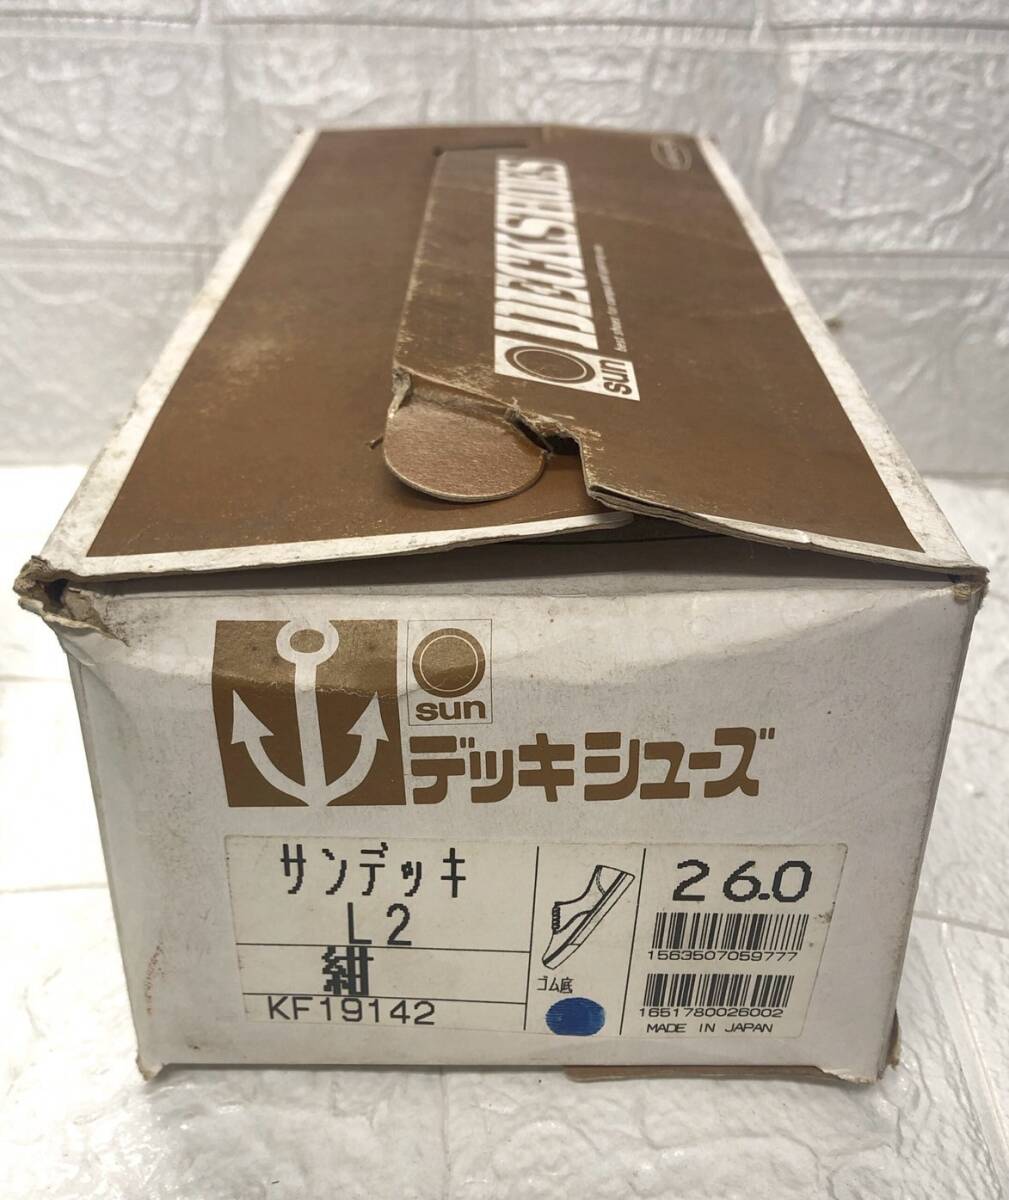 DECKSHOES
sun
sun
デッキシューズ
サンデッキ
L2
紺
KF19142
ゴム底
26.0
1563507059777
1651780026002
MADE IN JAPAN